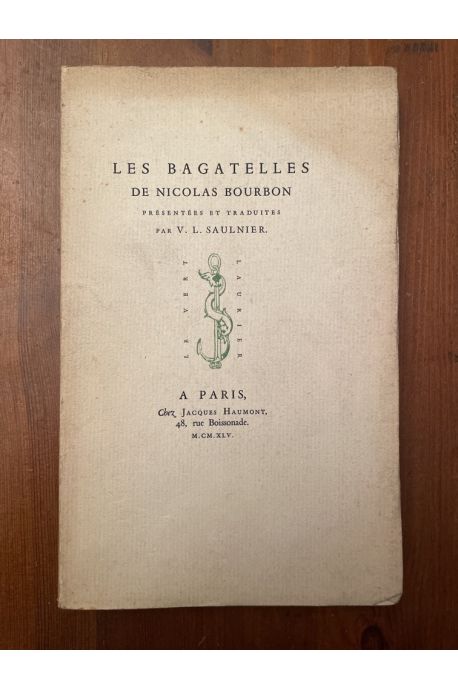 LES BAGATELLES
DE NICOLAS BOURBON
PRÉSENTÉES ET TRADUITES
PAR V. L. SAULNIER.
LE VERT
LAURIER
A PARIS,
Chez JACQUES HAUMONT,
48, rue Boissonade.
M.CM.XLV.